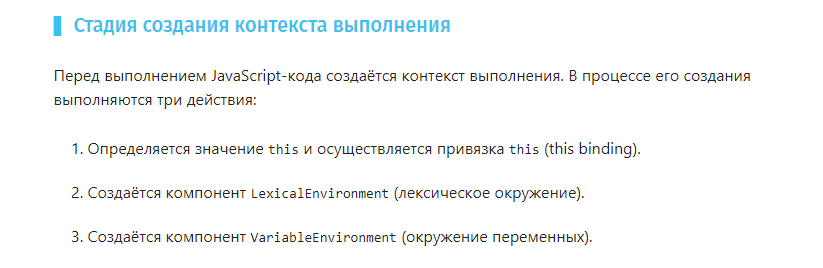 Стадия создания контекста выполнения
Перед выполнением JavaScript-кода создаётся контекст выполнения. В процессе его создания
выполняются три действия:
1. Определяется значение this и осуществляется привязка this (this binding).
2. Создаётся компонент LexicalEnvironment (лексическое окружение).
3. Создаётся компонент VariableEnvironment (окружение переменных).